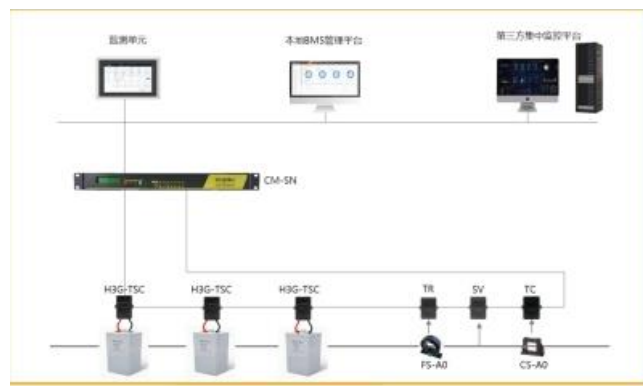 监测单元
本地BMS管理平台
第三方集中监控平台
CM-SN
H3G-TSC
H3G-TSC
H3G-TSC
TR
SV
TC
FS-A0
CS-A0